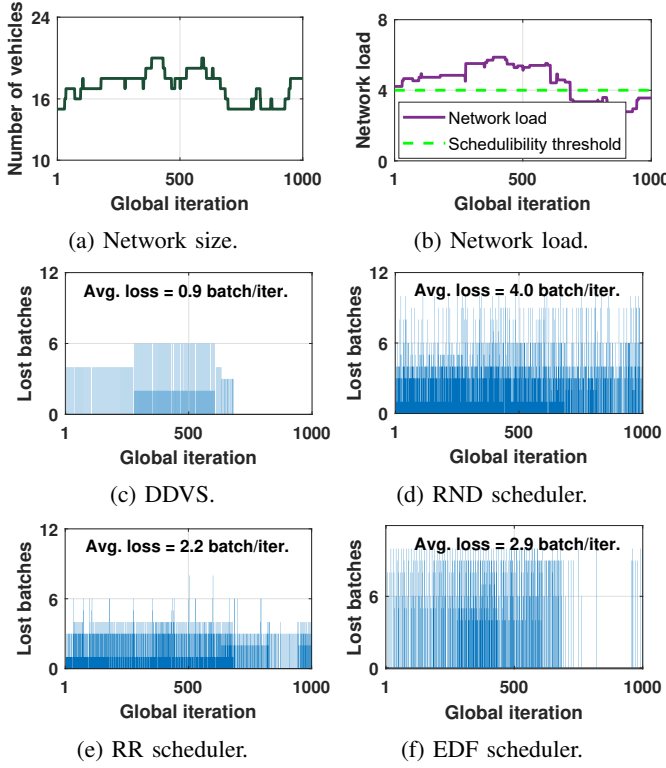 24
16
10
Number of vehicles
1
500
1000
Global iteration
(a) Network size.
8
4
0
Network load
Network load
Schedulibility threshold
1
500
1000
Global iteration
(b) Network load.
12
6
0
Lost batches
Avg. loss = 0.9 batch/iter.
1
500
1000
Global iteration
(c) DDVS.
12
6
0
Lost batches
Avg. loss = 4.0 batch/iter.
1
500
1000
Global iteration
(d) RND scheduler.
12
6
0
Lost batches
Avg. loss = 2.2 batch/iter.
1
500
1000
Global iteration
(e) RR scheduler.
6
0
Lost batches
Avg. loss = 2.9 batch/iter.
1
500
1000
Global iteration
(f) EDF scheduler.